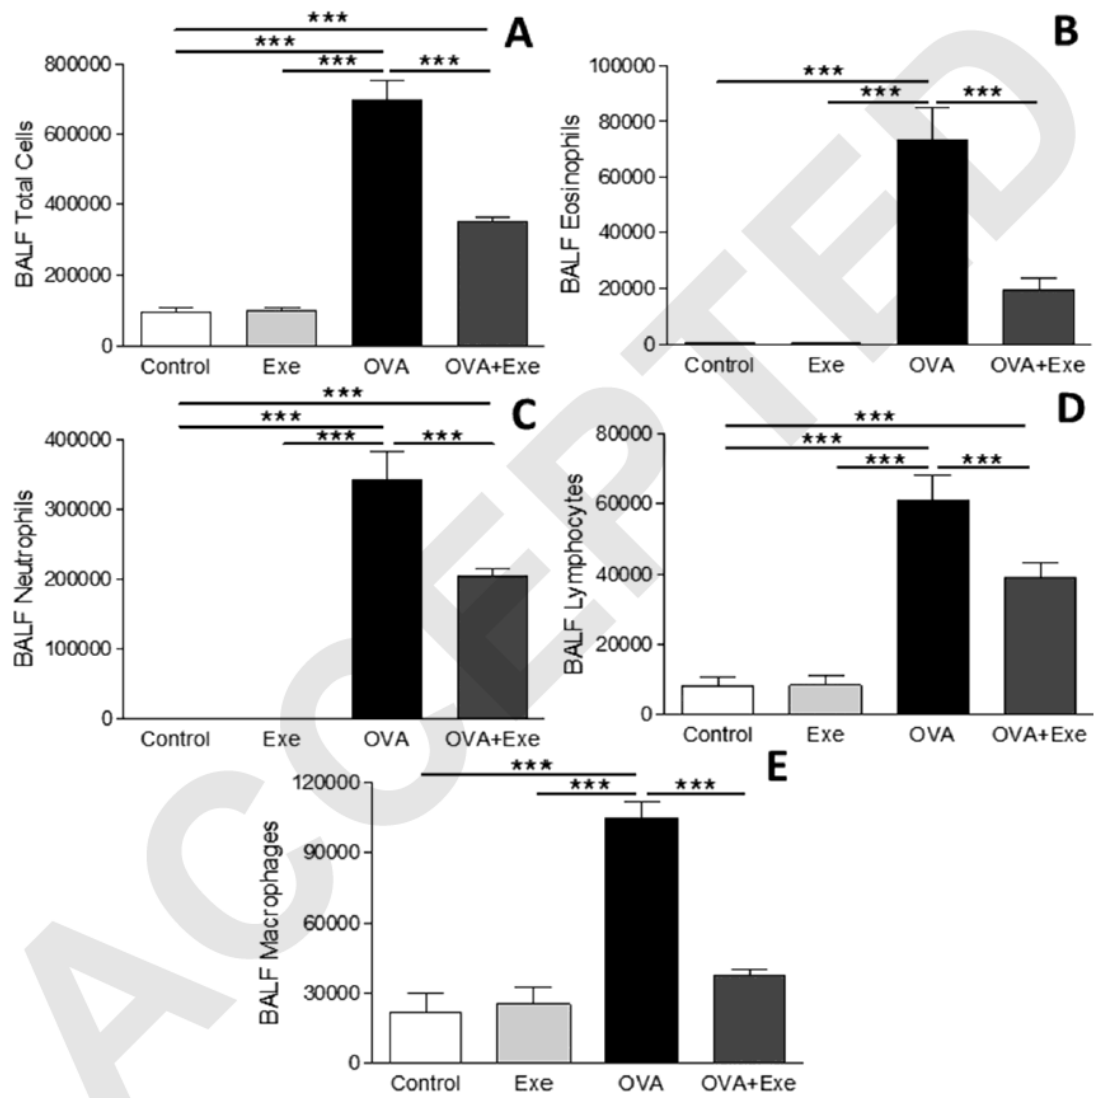 ***
A
***
*** ***
BALF Total Cells
800000
600000
400000
200000
0
Control Exe OVA OVA+Exe
B
***
*** ***
BALF Eosinophils
100000
80000
60000
40000
20000
0
Control Exe OVA OVA+Exe
***
C
***
*** ***
BALF Neutrophils
400000
300000
200000
100000
0
Control Exe OVA OVA+Exe
D
***
***
*** ***
BALF Lymphocytes
80000
60000
40000
20000
0
Control Exe OVA OVA+Exe
E
***
*** ***
BALF Macrophages
120000
90000
60000
30000
0
Control Exe OVA OVA+Exe
ACCEPTED